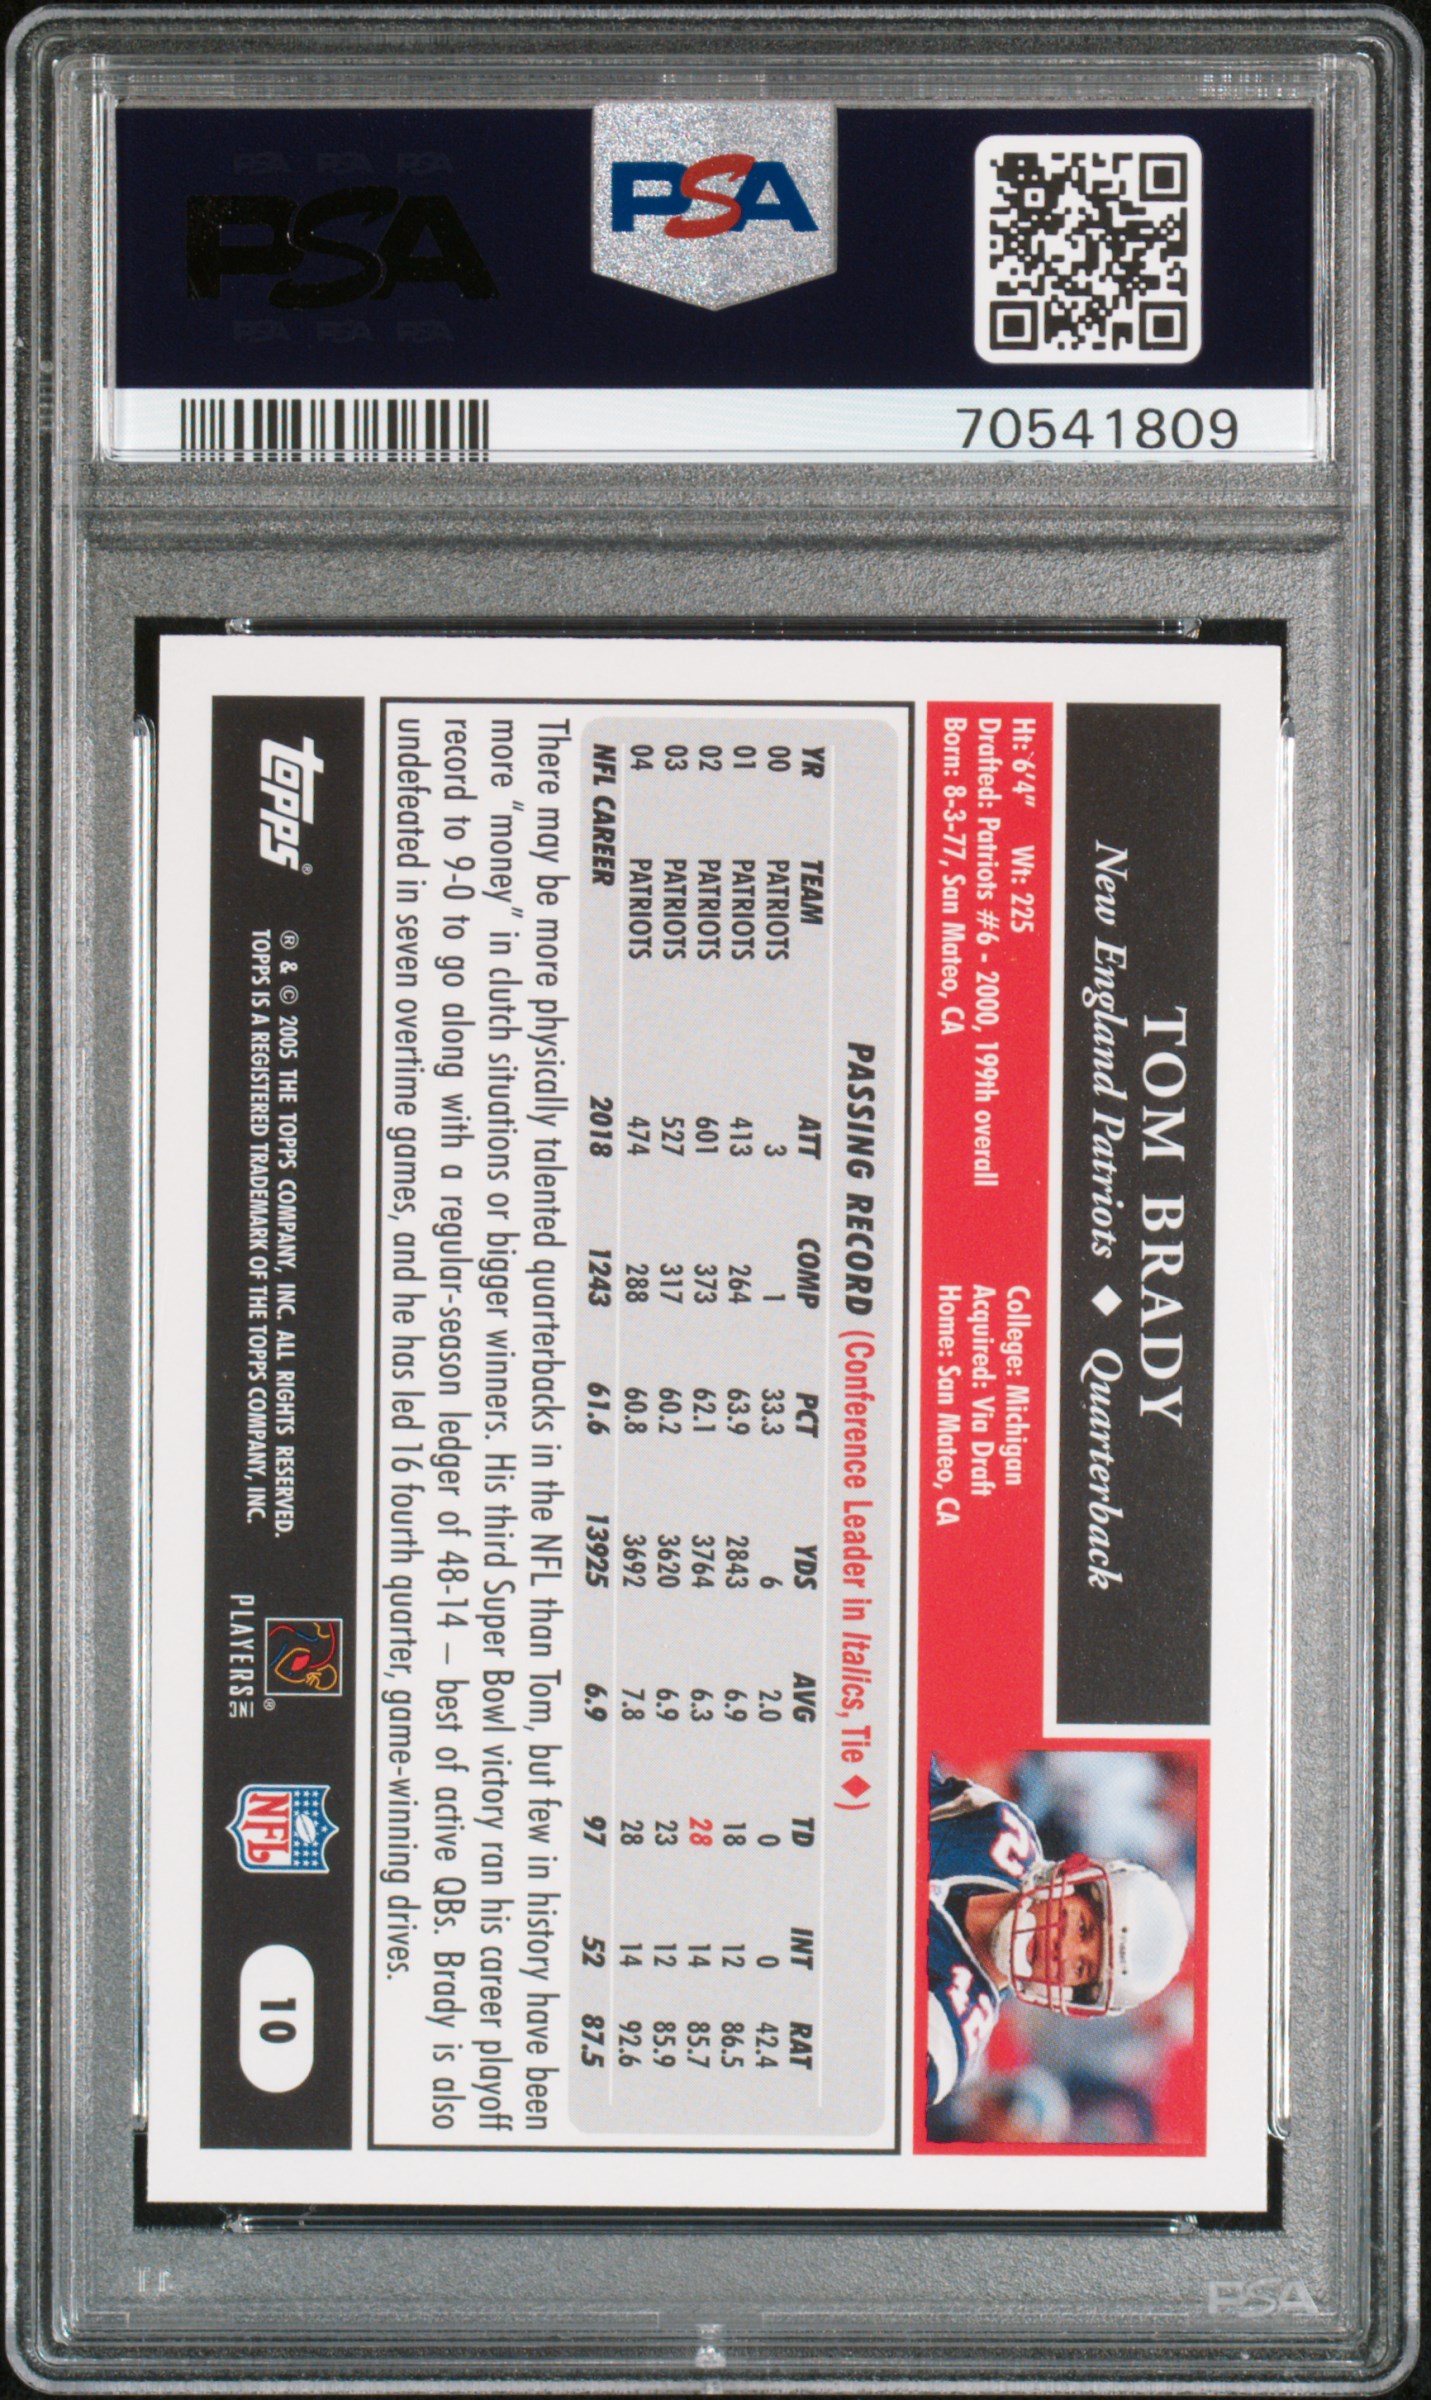 PSA PSA PSA
PSA
PSA PSA PSA
PSA
70541809
TOM BRADY
New England Patriots ◆ Quarterback
Ht: 6'4" Wt: 225
College: Michigan
Drafted: Patriots #6 - 2000, 199th overall
Acquired: Via Draft
Born: 8-3-77, San Mateo, CA
Home: San Mateo, CA
PASSING RECORD (Conference Leader in Italics, Tie ◆)
YR TEAM ATT COMP PCT YDS AVG TD INT RAT
00 PATRIOTS 3 1 33.3 6 2.0 0 0 42.4
01 PATRIOTS 413 264 63.9 2843 6.9 18 12 86.5
02 PATRIOTS 601 373 62.1 3764 6.3 28 14 85.7
03 PATRIOTS 527 317 60.2 3620 6.9 23 12 85.9
04 PATRIOTS 474 288 60.8 3692 7.8 28 14 92.6
NFL CAREER 2018 1243 61.6 13925 6.9 97 52 87.5
There may be more physically talented quarterbacks in the NFL than Tom, but few in history have been
more "money" in clutch situations or bigger winners. His third Super Bowl victory ran his career playoff
record to 9-0 to go along with a regular-season ledger of 48-14 – best of active QBs. Brady is also
undefeated in seven overtime games, and he has led 16 fourth quarter, game-winning drives.
topps®
® & © 2005 THE TOPPS COMPANY, INC. ALL RIGHTS RESERVED.
TOPPS IS A REGISTERED TRADEMARK OF THE TOPPS COMPANY, INC.
PLAYERS INC ®
NFL
10
PSA